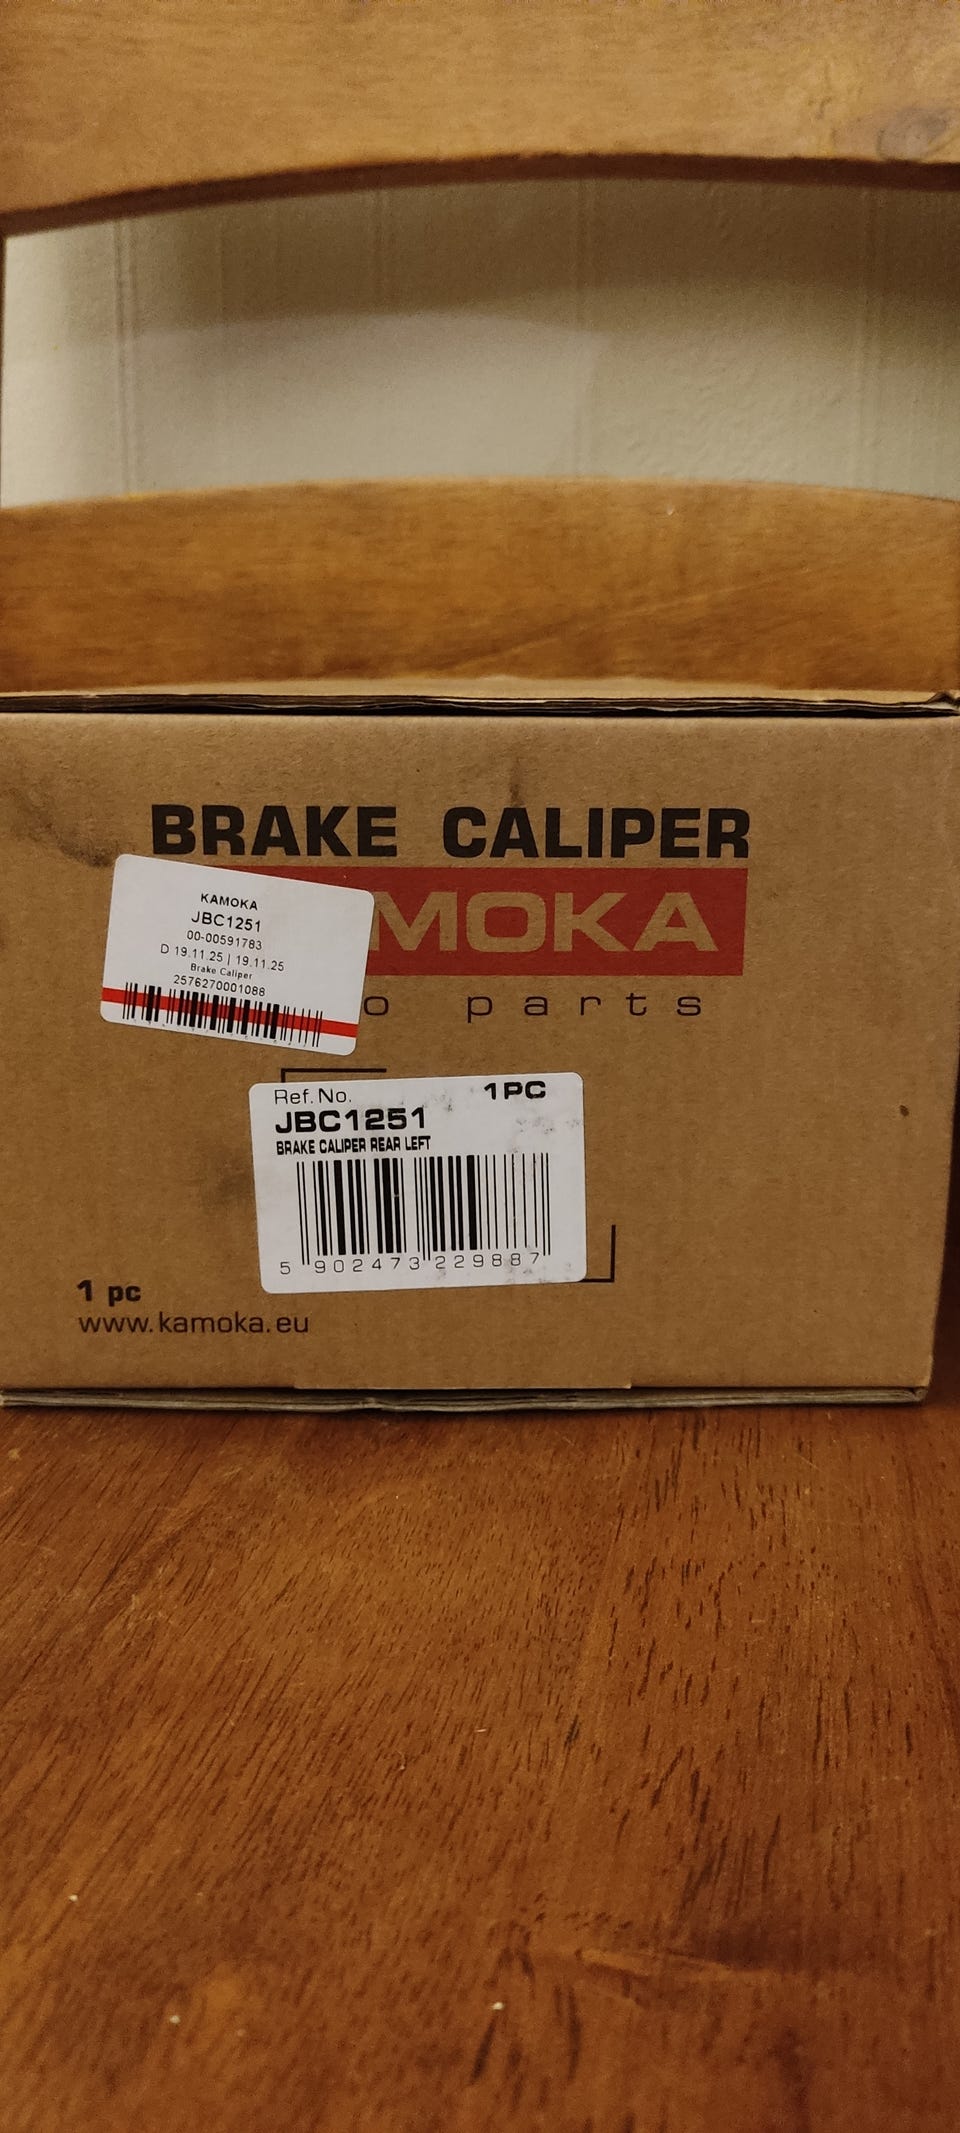 BRAKE CALIPER
MOKA
o parts
KAMOKA
JBC1251
00-00591783
D 19.11.25 | 19.11.25
Brake Caliper
2576270001088
Ref. No. 1PC
JBC1251
BRAKE CALIPER REAR LEFT
5 902473 229887
1 pc
www.kamoka.eu